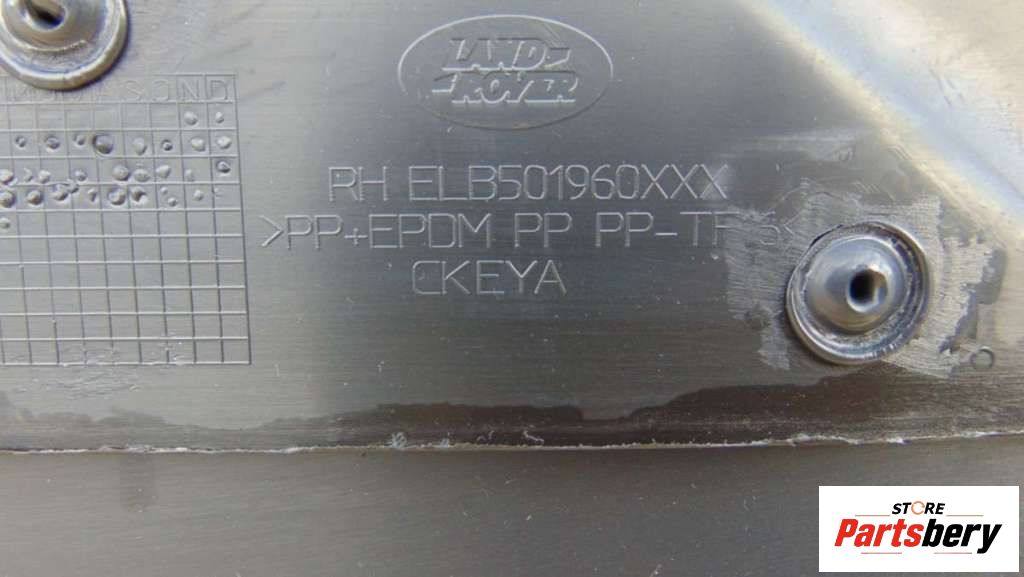 LAND-
-ROVER
J F M A M J J A S O N D
RH ELB501960XXX
>PP+EPDM PP PP-
CKEYA
STORE
Partsbery